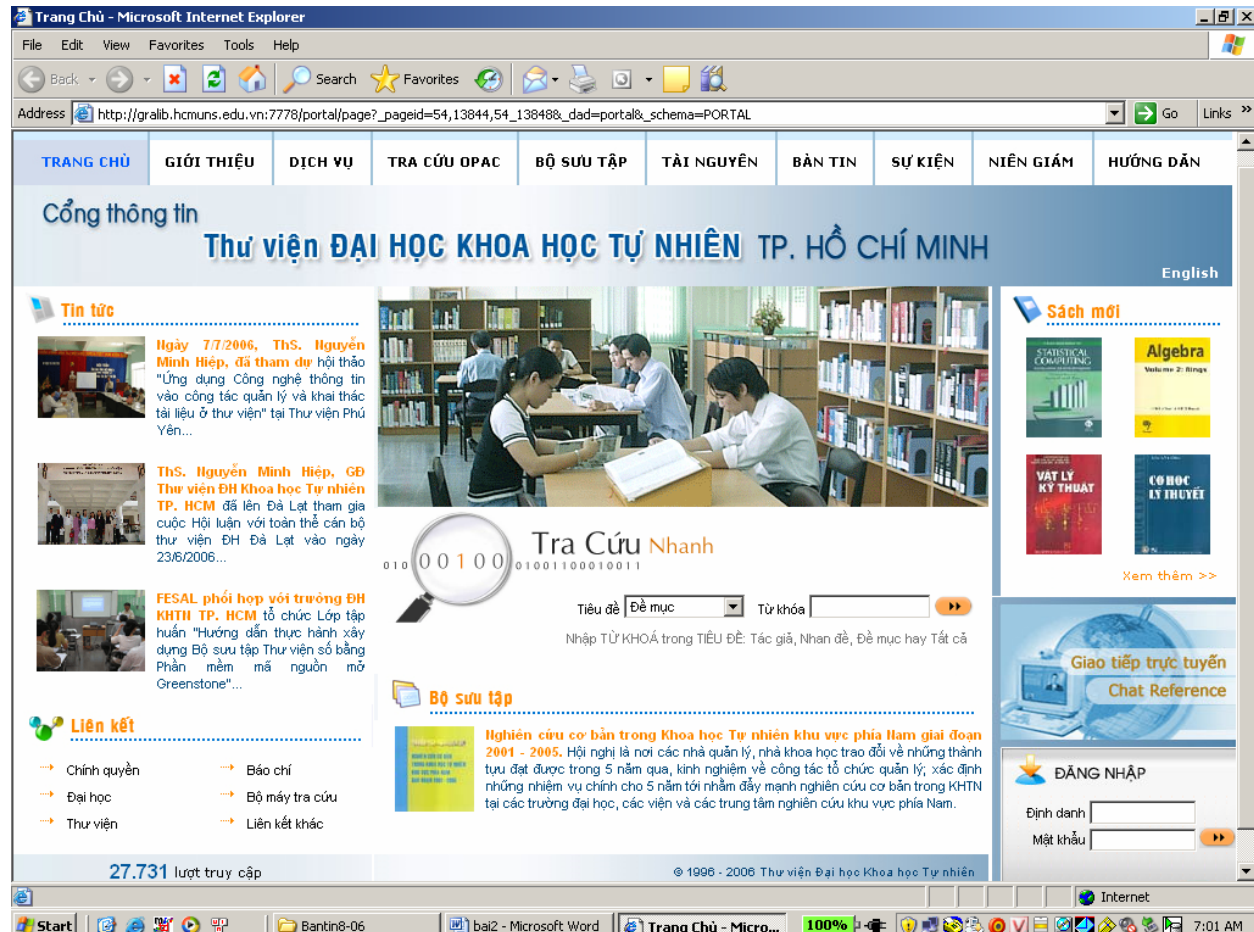 Trang Chủ - Microsoft Internet Explorer
File Edit View Favorites Tools Help
Back Search Favorites
Address http://gralib.hcmuns.edu.vn:7778/portal/page?_pageid=54,13844,54_13848&_dad=portal&_schema=PORTAL Go Links »
TRANG CHỦ GIỚI THIỆU DỊCH VỤ TRA CỨU OPAC BỘ SƯU TẬP TÀI NGUYÊN BẢN TIN SỰ KIỆN NIÊN GIÁM HƯỚNG DẪN
Cổng thông tin
Thư viện ĐẠI HỌC KHOA HỌC TỰ NHIÊN TP. HỒ CHÍ MINH
English
Tin tức
Ngày 7/7/2006, ThS. Nguyễn
Minh Hiệp, đã tham dự hội thảo
"Ứng dụng Công nghệ thông tin
vào công tác quản lý và khai thác
tài liệu ở thư viện" tại Thư viện Phú
Yên...
ThS. Nguyễn Minh Hiệp, GĐ
Thư viện ĐH Khoa học Tự nhiên
TP. HCM đã lên Đà Lạt tham gia
cuộc Hội luận với toàn thể cán bộ
thư viện ĐH Đà Lạt vào ngày
23/6/2006...
FESAL phối hợp với trường ĐH
KHTN TP. HCM tổ chức Lớp tập
huấn "Hướng dẫn thực hành xây
dựng Bộ sưu tập Thư viện số bằng
Phần mềm mã nguồn mở
Greenstone"...
Liên kết
Chính quyền Báo chí
Đại học Bộ máy tra cứu
Thư viện Liên kết khác
27.731 lượt truy cập
010 00100 01001100010011
Tra Cứu Nhanh
Tiêu đề Đề mục Từ khóa
Nhập TỪ KHOÁ trong TIÊU ĐỀ: Tác giả, Nhan đề, Đề mục hay Tất cả
Bộ sưu tập
Nghiên cứu cơ bản trong Khoa học Tự nhiên khu vực phía Nam giai đoạn
2001 - 2005. Hội nghị là nơi các nhà quản lý, nhà khoa học trao đổi về những thành
tựu đạt được trong 5 năm qua, kinh nghiệm về công tác tổ chức quản lý; xác định
những nhiệm vụ chính cho 5 năm tới nhằm đẩy mạnh nghiên cứu cơ bản trong KHTN
tại các trường đại học, các viện và các trung tâm nghiên cứu khu vực phía Nam.
© 1996 - 2006 Thư viện Đại học Khoa học Tự nhiên
Sách mới
STATISTICAL
COMPUTING
Algebra
Volume 2: Rings
VẬT LÝ
KỸ THUẬT
CƠ HỌC
LÝ THUYẾT
Xem thêm >>
Giao tiếp trực tuyến
Chat Reference
ĐĂNG NHẬP
Định danh
Mật khẩu
Internet
Start Bantin8-06 bai2 - Microsoft Word Trang Chủ - Micro... 100% 7:01 AM